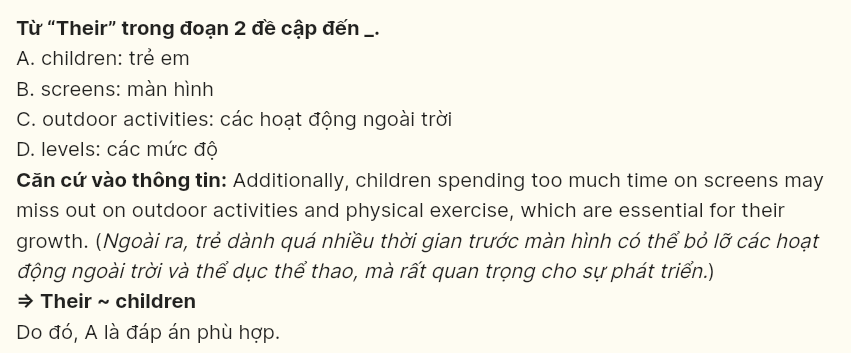 Từ “Their” trong đoạn 2 đề cập đến _.
A. children: trẻ em
B. screens: màn hình
C. outdoor activities: các hoạt động ngoài trời
D. levels: các mức độ
Căn cứ vào thông tin: Additionally, children spending too much time on screens may
miss out on outdoor activities and physical exercise, which are essential for their
growth. (Ngoài ra, trẻ dành quá nhiều thời gian trước màn hình có thể bỏ lỡ các hoạt
động ngoài trời và thể dục thể thao, mà rất quan trọng cho sự phát triển.)
⇒ Their ~ children
Do đó, A là đáp án phù hợp.